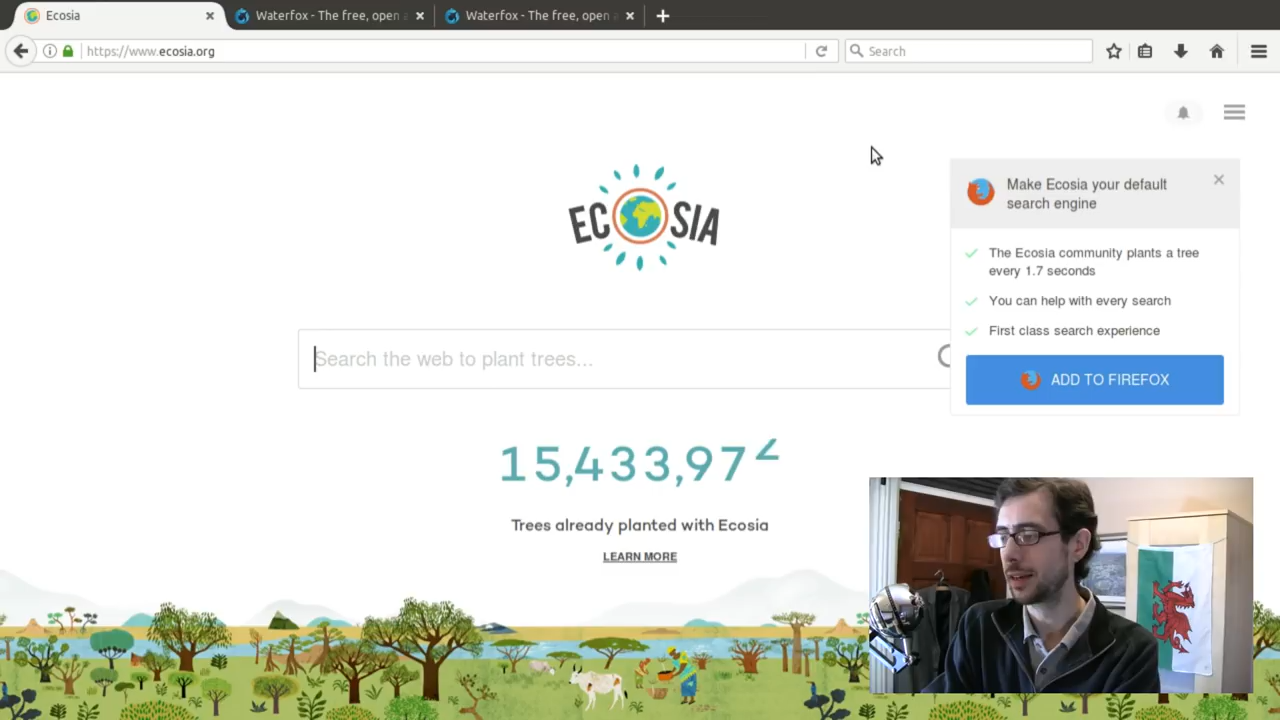 Ecosia
Waterfox - The free, open
Waterfox - The free, open
https://www.ecosia.org
Search
ECOSIA
Make Ecosia your default
search engine
The Ecosia community plants a tree
every 1.7 seconds
You can help with every search
First class search experience
ADD TO FIREFOX
Search the web to plant trees...
15,433,97
Trees already planted with Ecosia
LEARN MORE